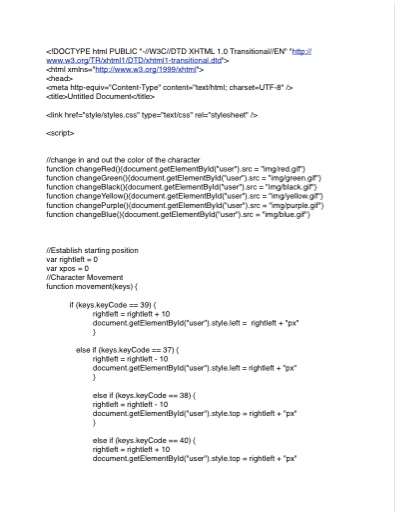 <!DOCTYPE html PUBLIC "-//W3C//DTD XHTML 1.0 Transitional//EN" "http://
www.w3.org/TR/xhtml1/DTD/xhtml1-transitional.dtd">
<html xmlns="http://www.w3.org/1999/xhtml">
<head>
<meta http-equiv="Content-Type" content="text/html; charset=UTF-8" />
<title>Untitled Document</title>
<link href="style/styles.css" type="text/css" rel="stylesheet" />
<script>
//change in and out the color of the character
function changeRed(){document.getElementById("user").src = "img/red.gif"}
function changeGreen(){document.getElementById("user").src = "img/green.gif"}
function changeBlack(){document.getElementById("user").src = "img/black.gif"}
function changeYellow(){document.getElementById("user").src = "img/yellow.gif"}
function changePurple(){document.getElementById("user").src = "img/purple.gif"}
function changeBlue(){document.getElementById("user").src = "img/blue.gif"}
//Establish starting position
var rightleft = 0
var xpos = 0
//Character Movement
function movement(keys) {
if (keys.keyCode == 39) {
rightleft = rightleft + 10
document.getElementById("user").style.left = rightleft + "px"
}
else if (keys.keyCode == 37) {
rightleft = rightleft - 10
document.getElementById("user").style.left = rightleft + "px"
}
else if (keys.keyCode == 38) {
rightleft = rightleft - 10
document.getElementById("user").style.top = rightleft + "px"
}
else if (keys.keyCode == 40) {
rightleft = rightleft + 10
document.getElementById("user").style.top = rightleft + "px"